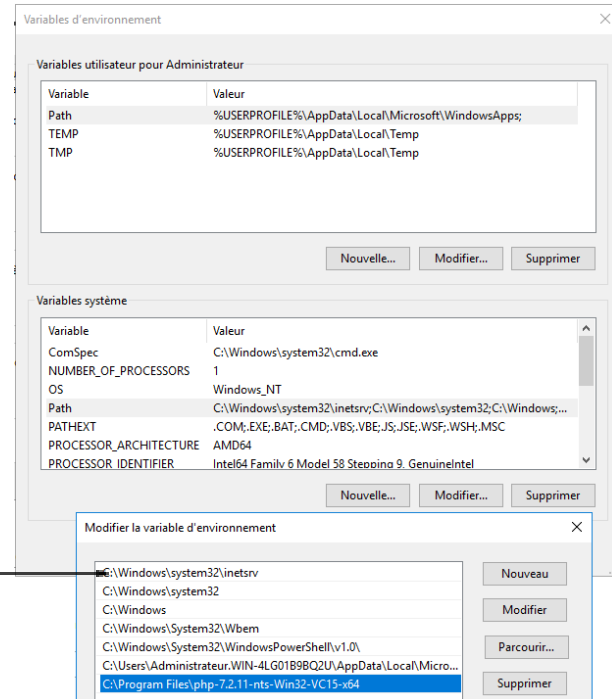 Variables d'environnement
Variables utilisateur pour Administrateur
Variable Valeur
Path %USERPROFILE%\AppData\Local\Microsoft\WindowsApps;
TEMP %USERPROFILE%\AppData\Local\Temp
TMP %USERPROFILE%\AppData\Local\Temp
Nouvelle... Modifier... Supprimer
Variables système
Variable Valeur
ComSpec C:\Windows\system32\cmd.exe
NUMBER_OF_PROCESSORS 1
OS Windows_NT
Path C:\Windows\system32\inetsrv;C:\Windows\system32;C:\Windows;...
PATHEXT .COM;.EXE;.BAT;.CMD;.VBS;.VBE;.JS;.JSE;.WSF;.WSH;.MSC
PROCESSOR_ARCHITECTURE AMD64
PROCESSOR_IDENTIFIER Intel64 Family 6 Model 58 Stepping 9, GenuineIntel
Nouvelle... Modifier... Supprimer
Modifier la variable d'environnement
C:\Windows\system32\inetsrv Nouveau
C:\Windows\system32
C:\Windows Modifier
C:\Windows\System32\Wbem
C:\Windows\System32\WindowsPowerShell\v1.0\ Parcourir...
C:\Users\Administrateur.WIN-4LG01B9BQ2U\AppData\Local\Micro...
C:\Program Files\php-7.2.11-nts-Win32-VC15-x64 Supprimer